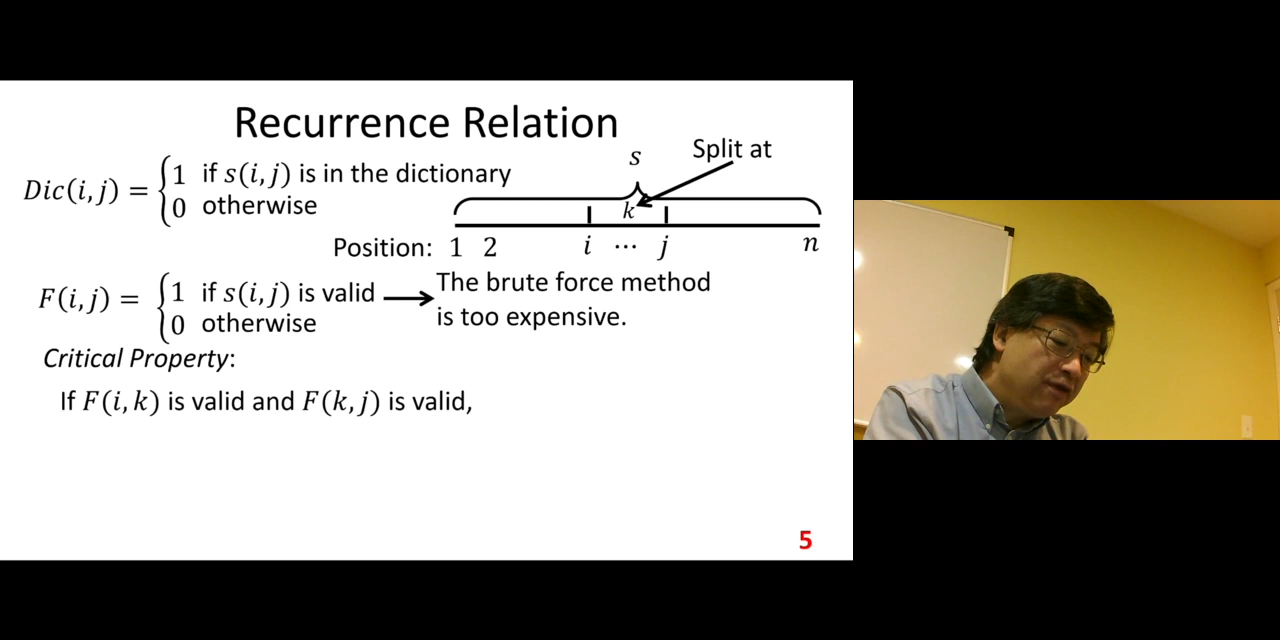 Recurrence Relation
Dic(i, j) = {1 if s(i, j) is in the dictionary
0 otherwise
s
Split at
k
Position: 1 2 i ⋯ j n
F(i, j) = {1 if s(i, j) is valid
0 otherwise
The brute force method
is too expensive.
Critical Property:
If F(i, k) is valid and F(k, j) is valid,
5